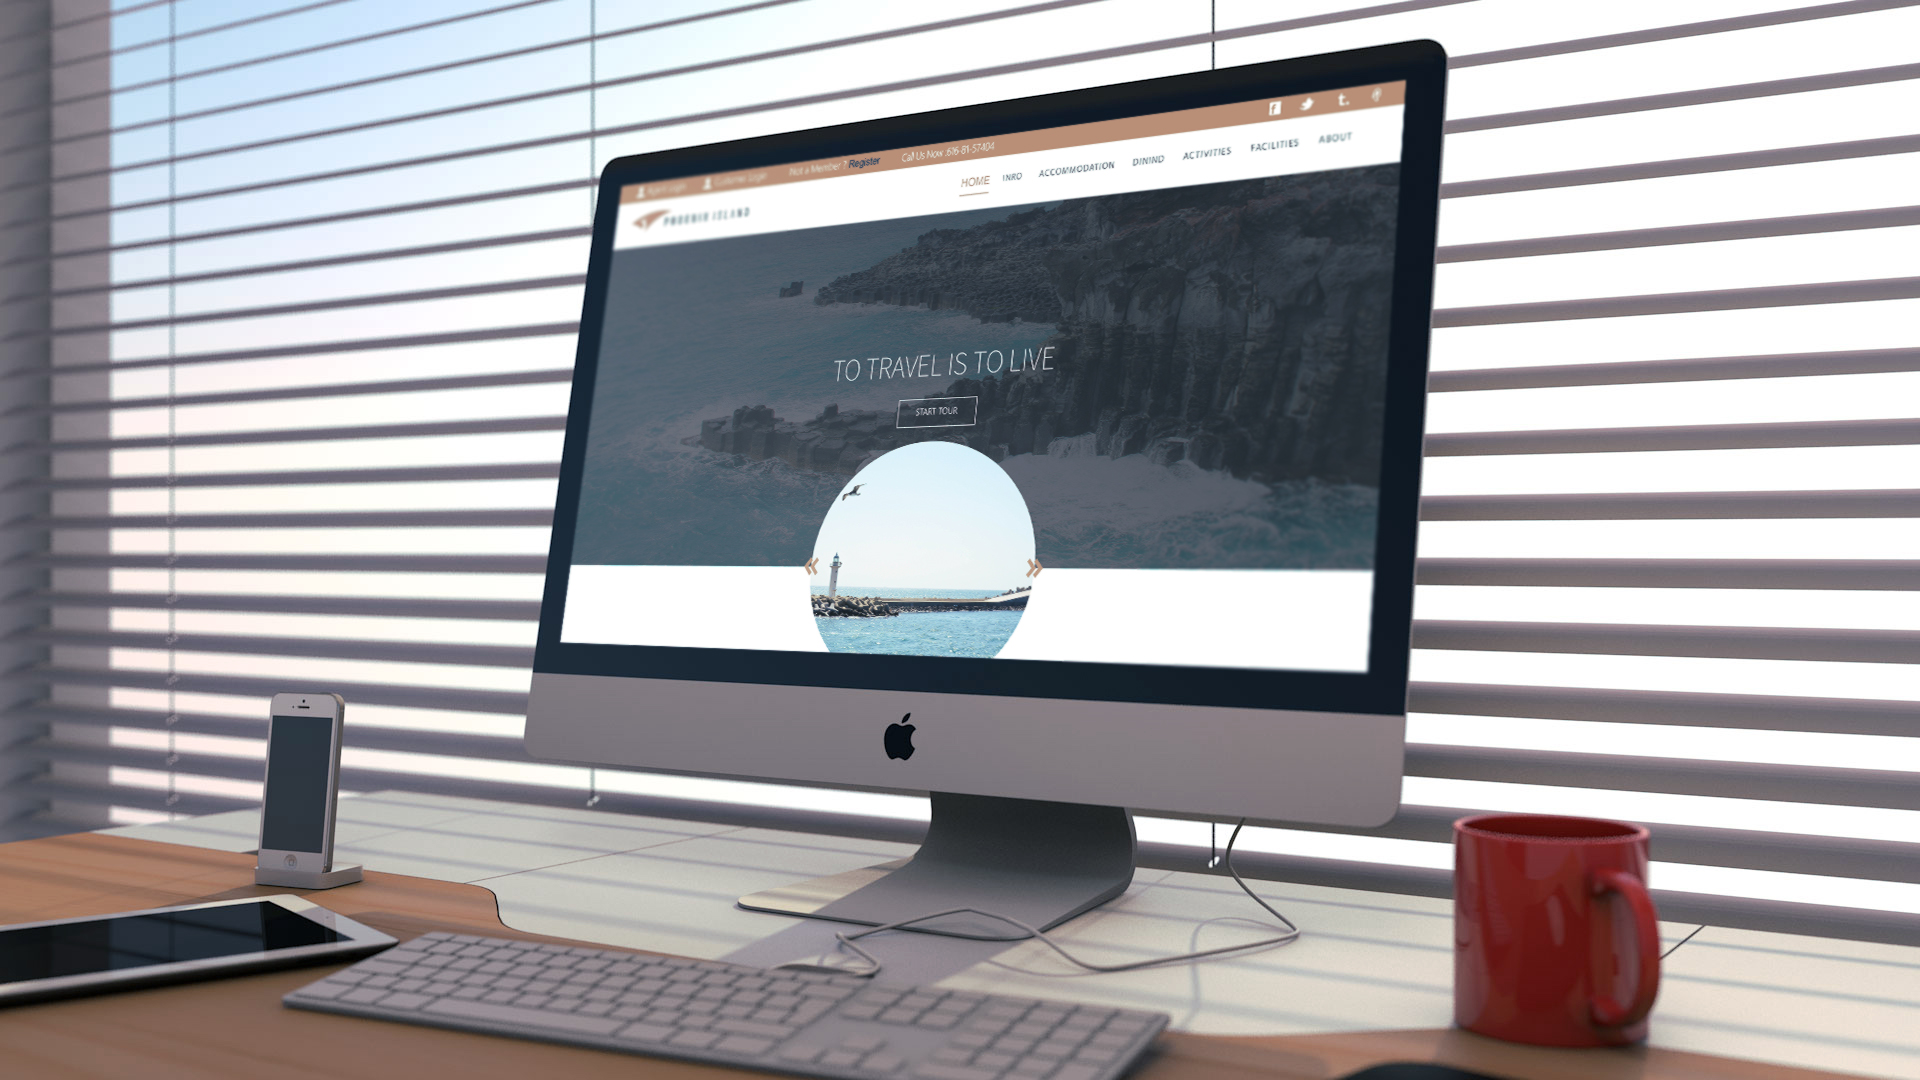 Agent Login Customer Login Not a Member ? Register Call Us Now :616-81-57404
PHOENIX ISLAND
HOME INRO ACCOMMODATION DININD ACTIVITIES FACILITIES ABOUT
TO TRAVEL IS TO LIVE
START TOUR